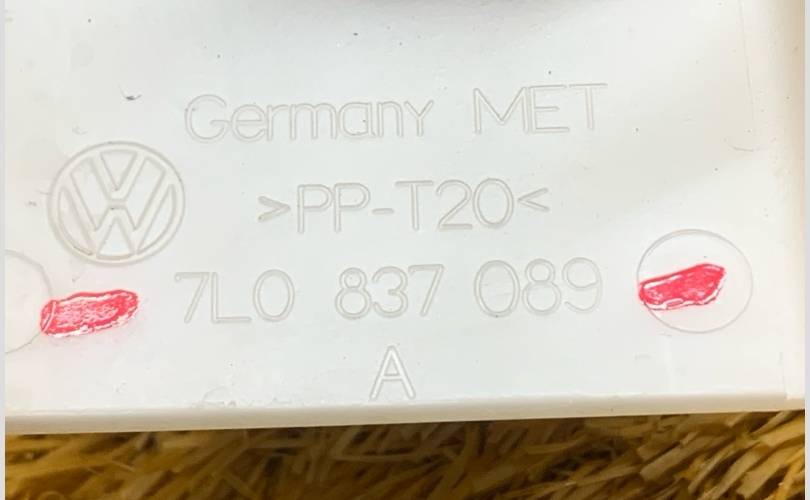 Germany MET
>PP-T20<
7L0 837 089
A